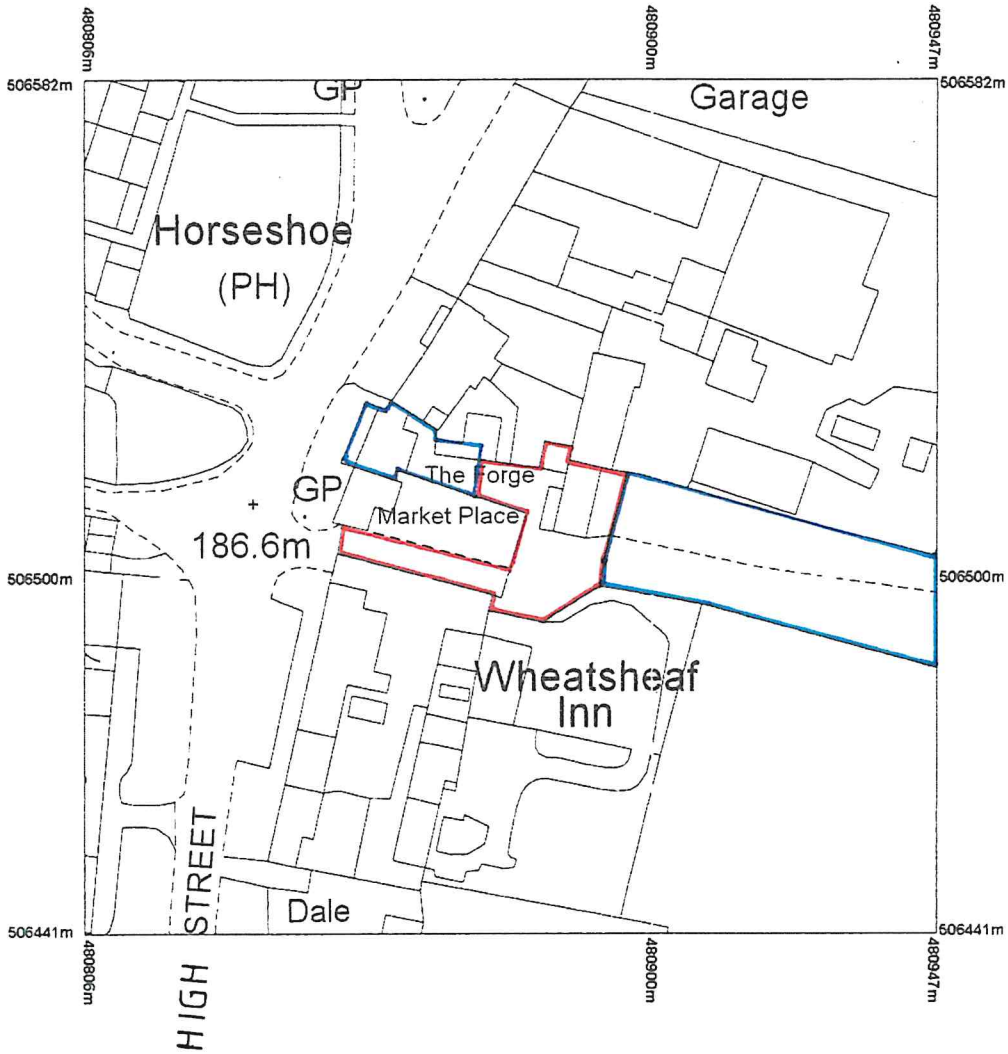 480806m
480900m
480947m
506582m
506582m
GP
Garage
Horseshoe
(PH)
The Forge
GP
Market Place
186.6m
506500m
506500m
Wheatsheaf
Inn
HIGH STREET
Dale
506441m
506441m
480806m
480900m
480947m